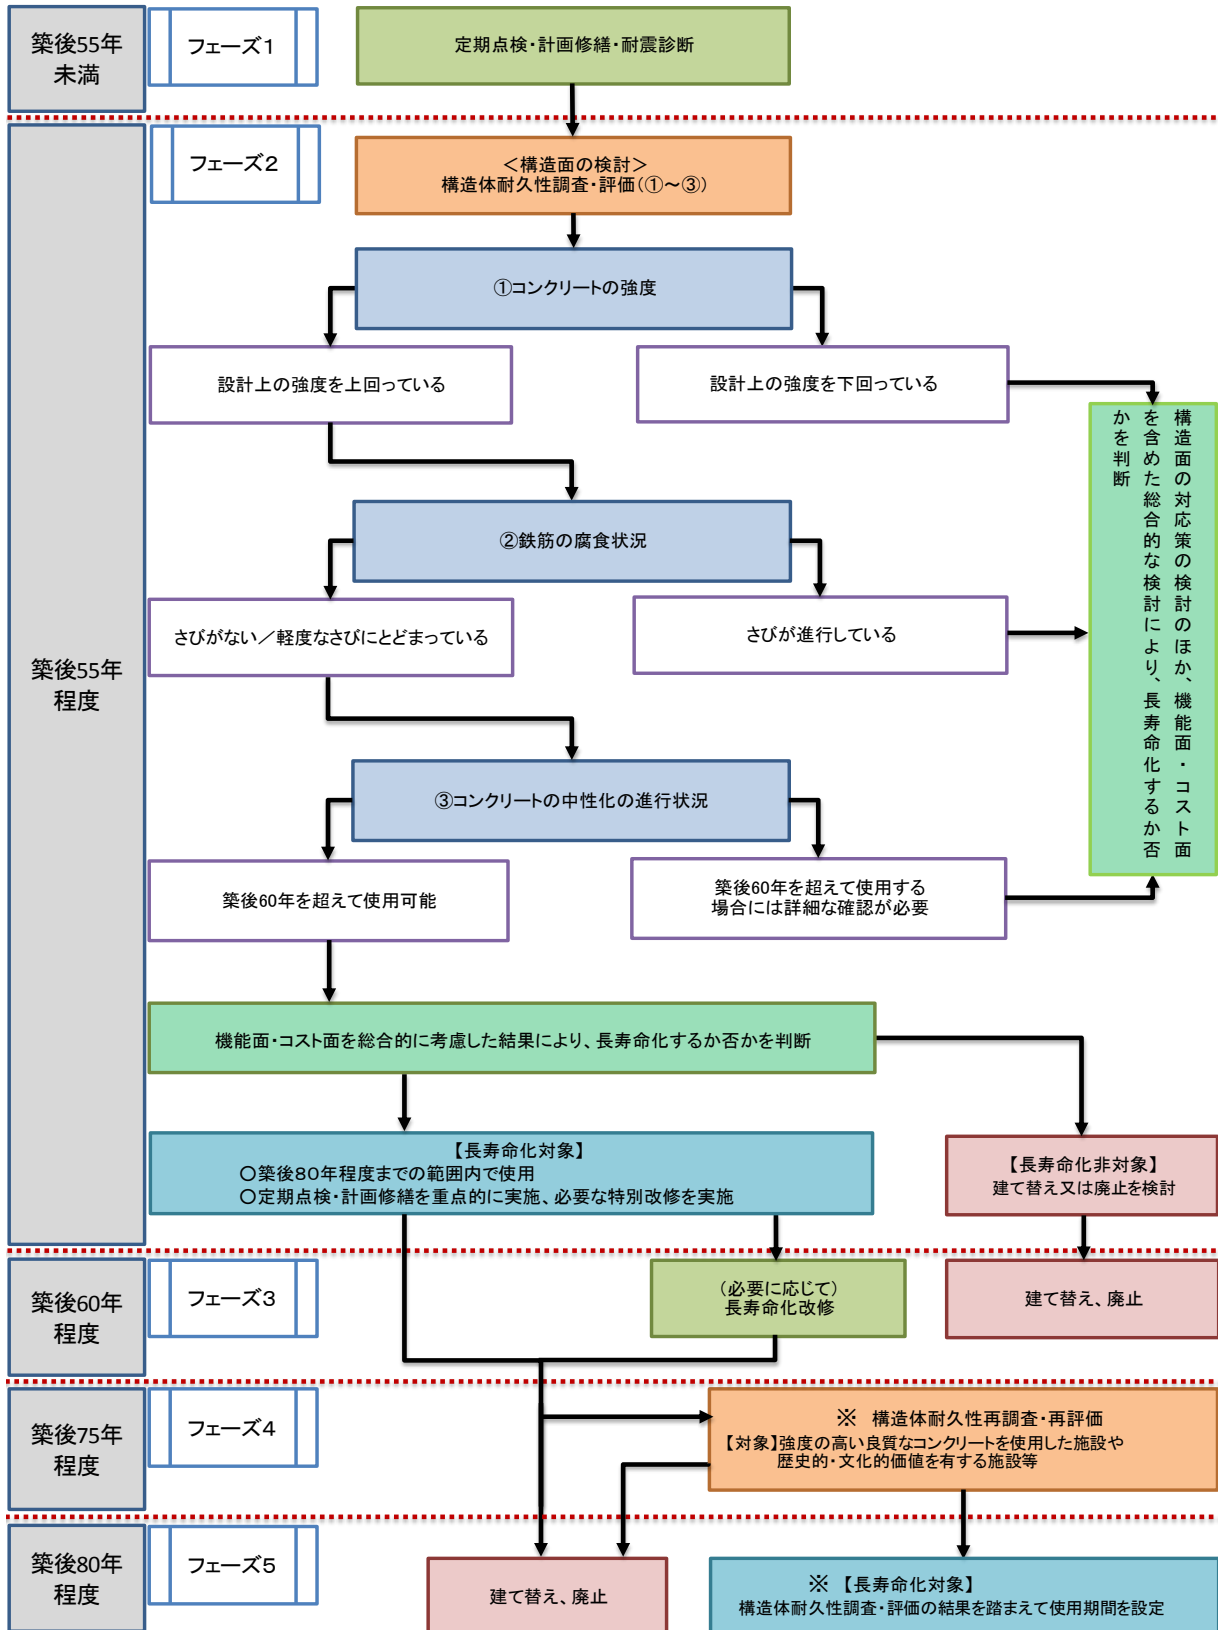 築後55年
未満
フェーズ1
定期点検・計画修繕・耐震診断
築後55年
程度
フェーズ2
＜構造面の検討＞
構造体耐久性調査・評価（①～③）
①コンクリートの強度
設計上の強度を上回っている
設計上の強度を下回っている
構造面の対応策の検討のほか、機能面・コスト面
を含めた総合的な検討により、長寿命化するか否
かを判断
②鉄筋の腐食状況
さびがない／軽度なさびにとどまっている
さびが進行している
③コンクリートの中性化の進行状況
築後60年を超えて使用可能
築後60年を超えて使用する
場合には詳細な確認が必要
機能面・コスト面を総合的に考慮した結果により、長寿命化するか否かを判断
【長寿命化対象】
○築後80年程度までの範囲内で使用
○定期点検・計画修繕を重点的に実施、必要な特別改修を実施
【長寿命化非対象】
建て替え又は廃止を検討
築後60年
程度
フェーズ3
（必要に応じて）
長寿命化改修
建て替え、廃止
築後75年
程度
フェーズ4
※　構造体耐久性再調査・再評価
【対象】強度の高い良質なコンクリートを使用した施設や
歴史的・文化的価値を有する施設等
築後80年
程度
フェーズ5
建て替え、廃止
※　【長寿命化対象】
構造体耐久性調査・評価の結果を踏まえて使用期間を設定